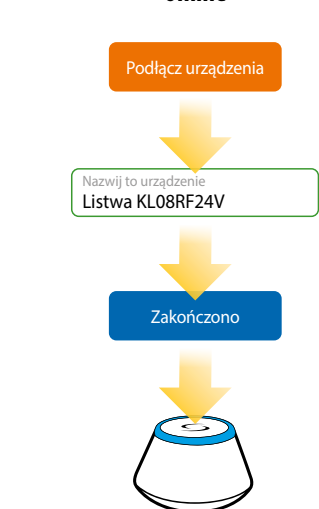 Podłącz urządzenia
Nazwij to urządzenie
Listwa KL08RF24V
Zakończono